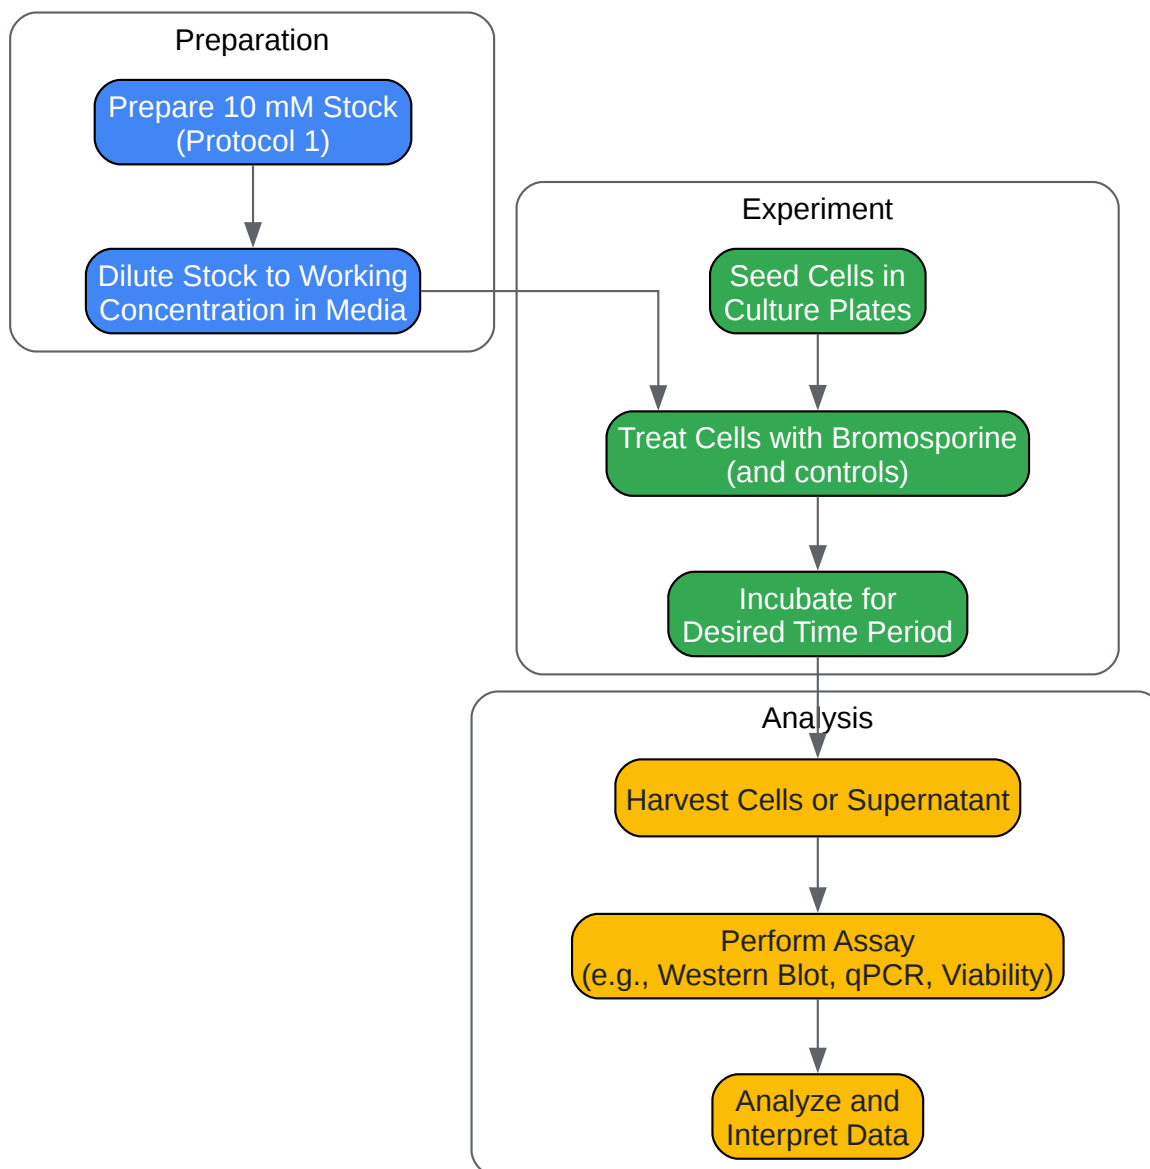 Preparation
Prepare 10 mM Stock
(Protocol 1)
Dilute Stock to Working
Concentration in Media
Experiment
Seed Cells in
Culture Plates
Treat Cells with Bromosporine
(and controls)
Incubate for
Desired Time Period
Analysis
Harvest Cells or Supernatant
Perform Assay
(e.g., Western Blot, qPCR, Viability)
Analyze and
Interpret Data